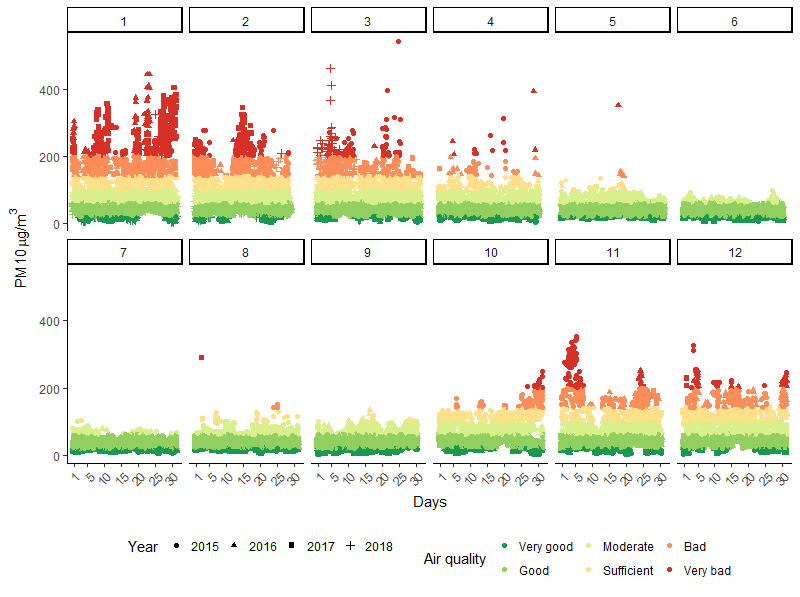 1 2 3 4 5 6
400
200
0
7 8 9 10 11 12
400
200
0
PM 10 µg/m³
1 5 10 15 20 25 30 1 5 10 15 20 25 30 1 5 10 15 20 25 30 1 5 10 15 20 25 30 1 5 10 15 20 25 30 1 5 10 15 20 25 30
Days
Year 2015 2016 2017 2018
Air quality Very good Moderate Bad
Good Sufficient Very bad